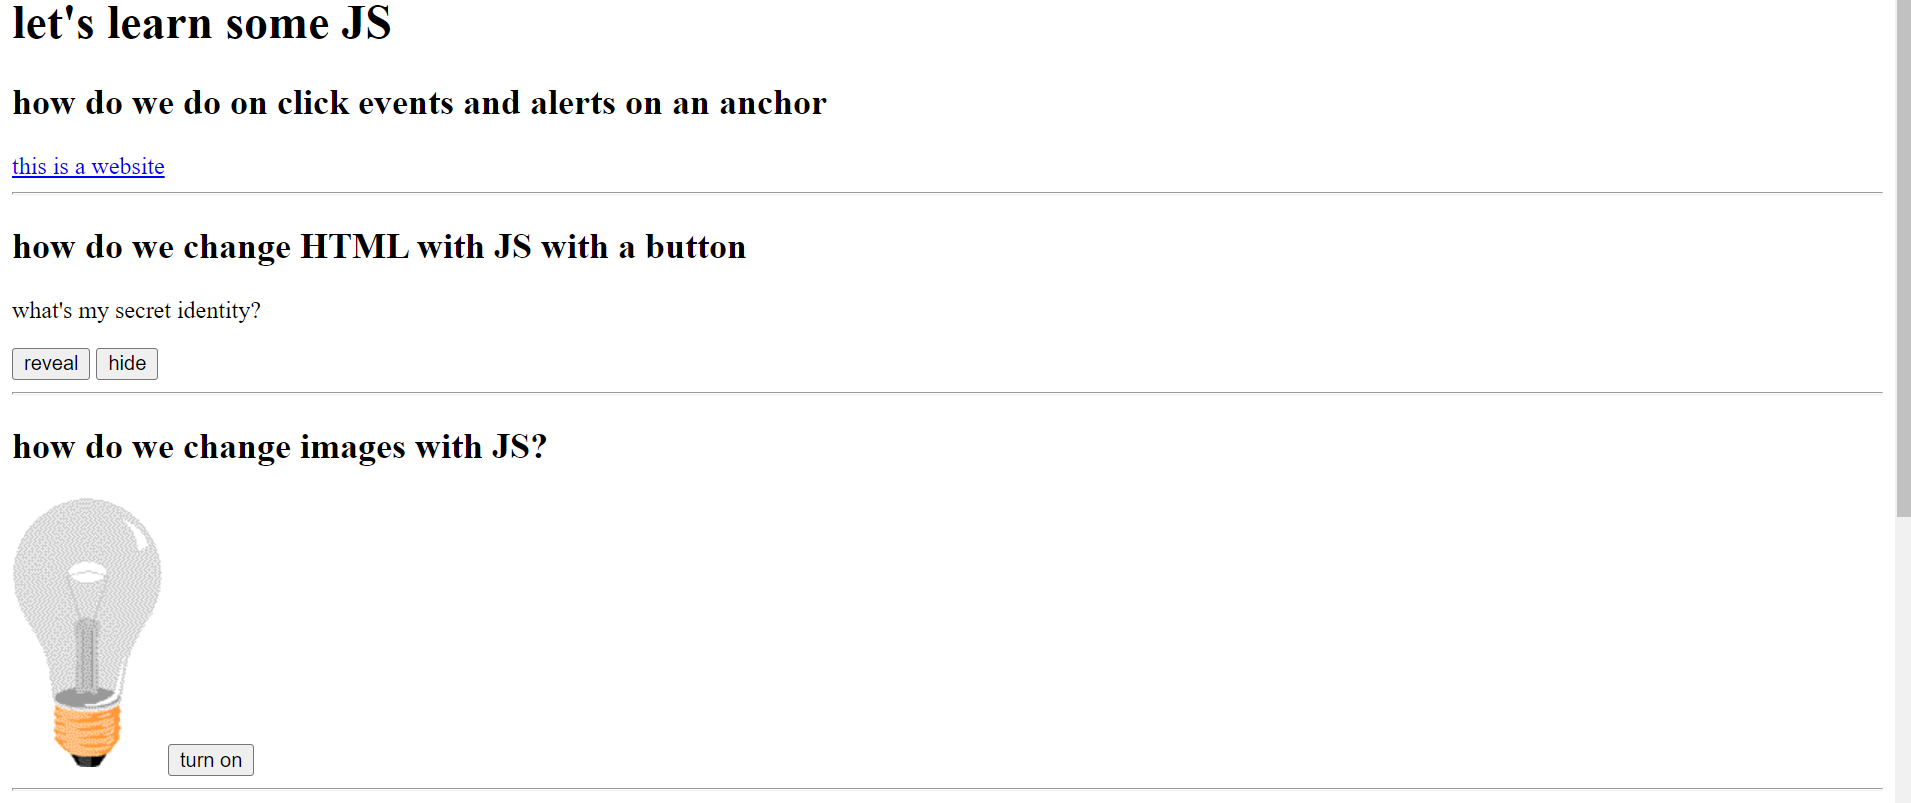 let's learn some JS
how do we do on click events and alerts on an anchor
this is a website
how do we change HTML with JS with a button
what's my secret identity?
reveal hide
how do we change images with JS?
turn on